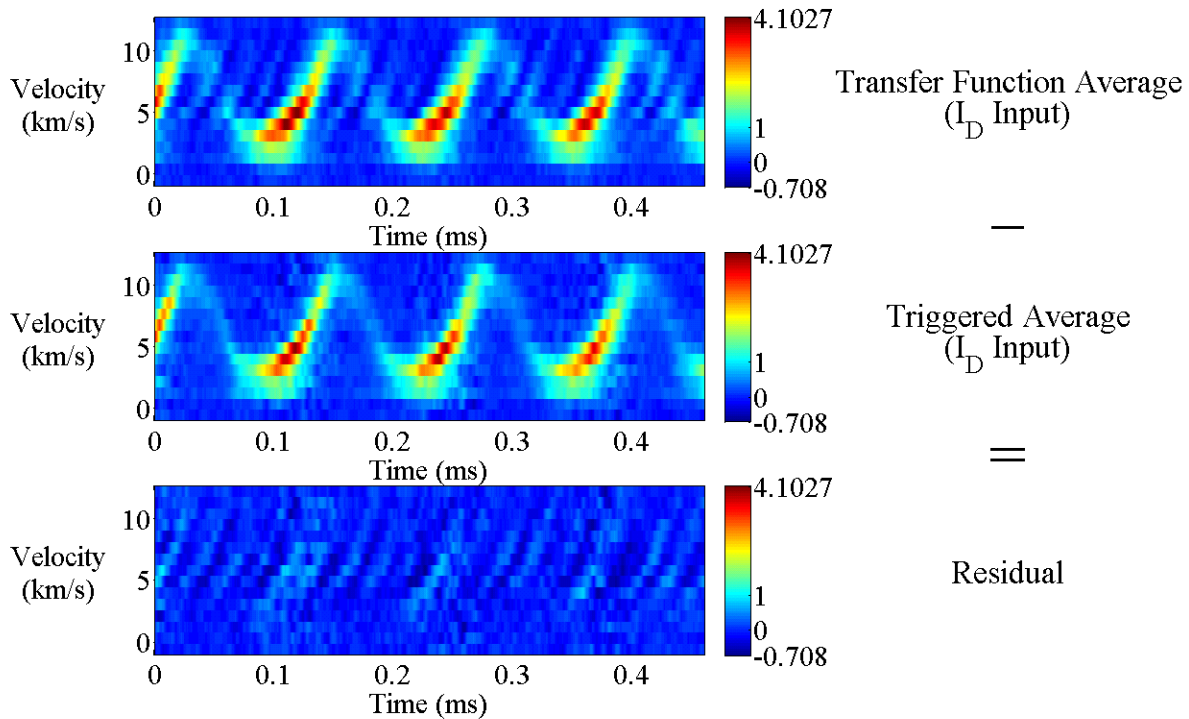 4.1027
10
Velocity
(km/s)
5
0
1
0
-0.708
0 0.1 0.2 0.3 0.4
Time (ms)
Transfer Function Average
(I_D Input)
−
4.1027
10
Velocity
(km/s)
5
0
1
0
-0.708
0 0.1 0.2 0.3 0.4
Time (ms)
Triggered Average
(I_D Input)
=
4.1027
10
Velocity
(km/s)
5
0
1
0
-0.708
0 0.1 0.2 0.3 0.4
Time (ms)
Residual